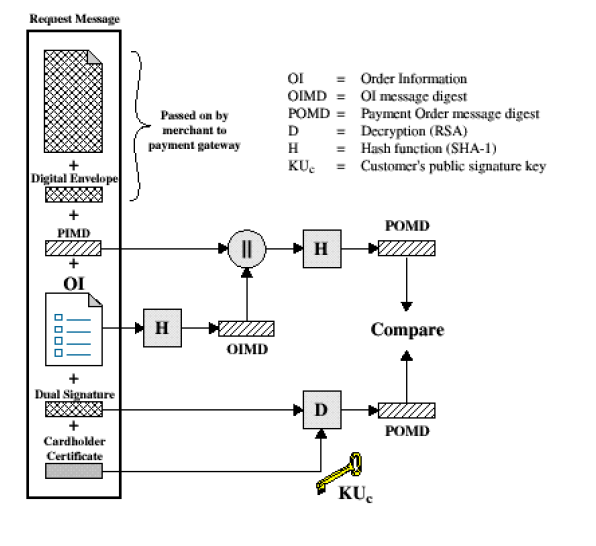 Request Message
OI = Order Information
OIMD = OI message digest
POMD = Payment Order message digest
D = Decryption (RSA)
H = Hash function (SHA-1)
KUc = Customer's public signature key
Passed on by
merchant to
payment gateway
+
Digital Envelope
+
PIMD
||
H
POMD
+
OI
H
OIMD
Compare
+
Dual Signature
D
POMD
+
Cardholder
Certificate
KUc